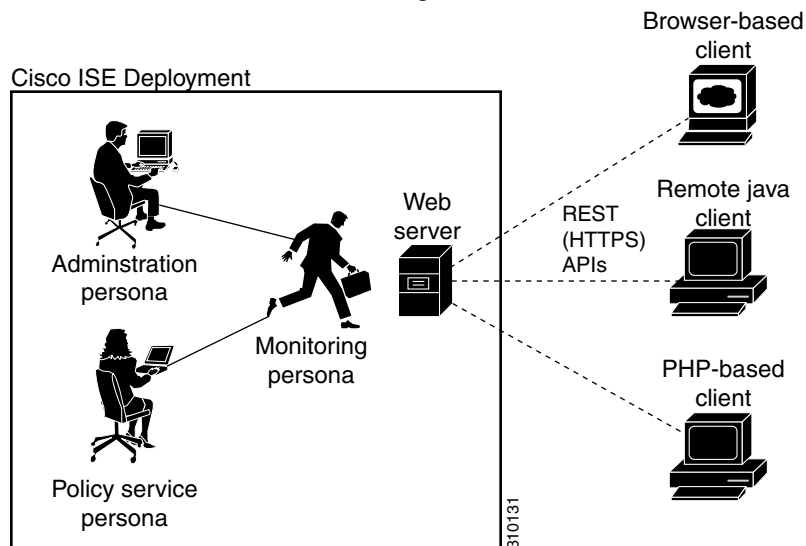 Browser-based
client
Cisco ISE Deployment
Web
server
Remote java
client
REST
(HTTPS)
APIs
Adminstration
persona
Monitoring
persona
PHP-based
client
Policy service
persona